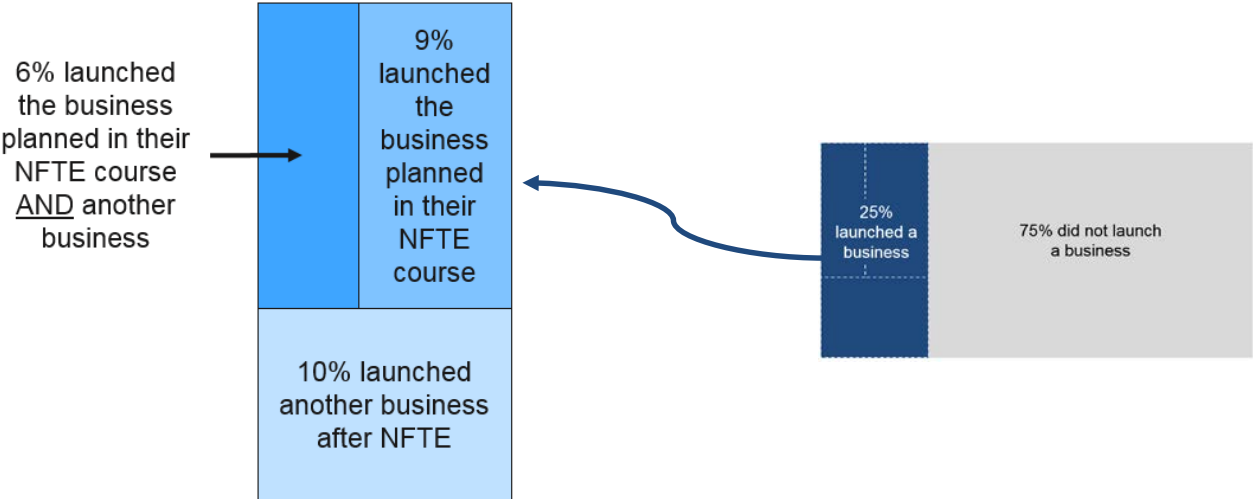 6% launched
the business
planned in their
NFTE course
AND another
business
9%
launched
the
business
planned
in their
NFTE
course
10% launched
another business
after NFTE
25%
launched a
business
75% did not launch
a business